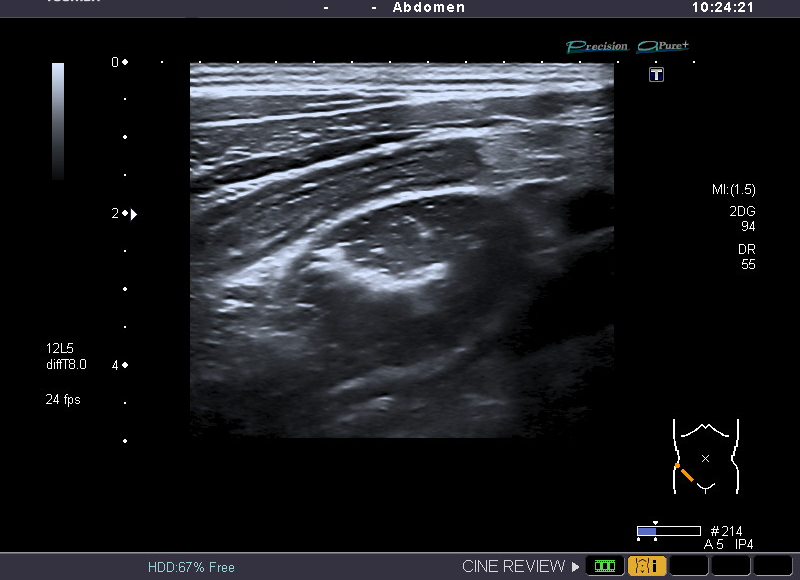 - - Abdomen 10:24:21
Precision APure+
0
T
MI:(1.5)
2
2DG
94
DR
55
12L5
diffT8.0
4
24 fps
#214
A 5 IP4
HDD:67% Free
CINE REVIEW
i